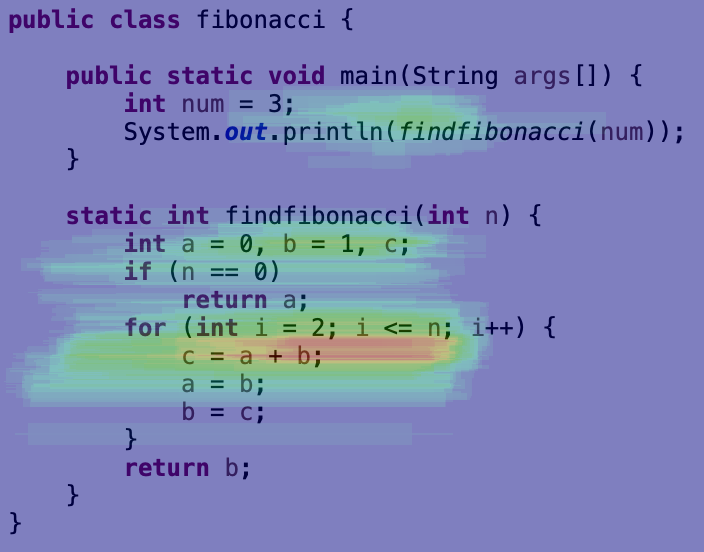 public class fibonacci {
    public static void main(String args[]) {
        int num = 3;
        System.out.println(findfibonacci(num));
    }
    static int findfibonacci(int n) {
        int a = 0, b = 1, c;
        if (n == 0)
            return a;
        for (int i = 2; i <= n; i++) {
            c = a + b;
            a = b;
            b = c;
        }
        return b;
    }
}